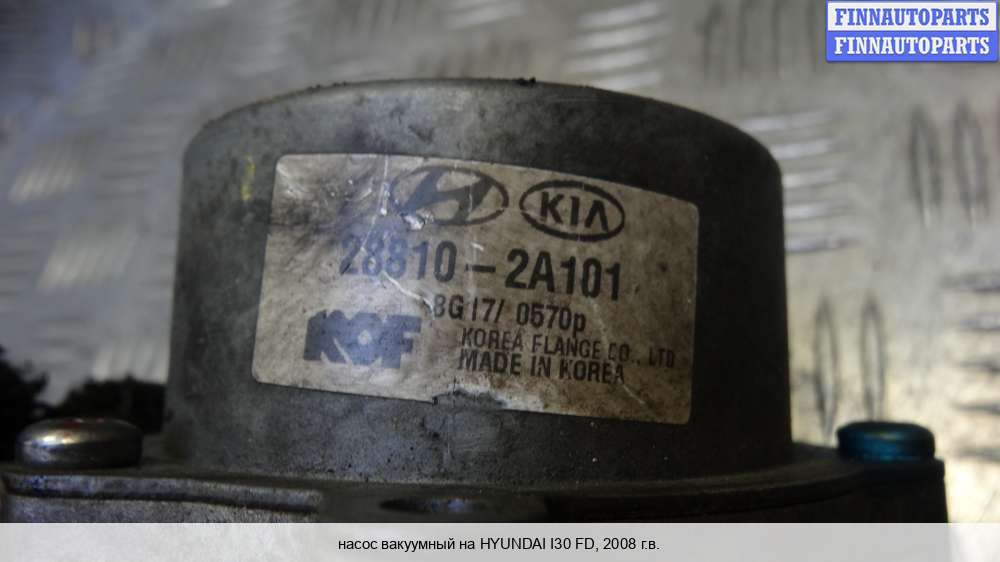 FINNAUTOPARTS
FINNAUTOPARTS
KIA
28810-2A101
8G17/ 0570p
KOF
KOREA FLANGE CO., LTD
MADE IN KOREA
насос вакуумный на HYUNDAI I30 FD, 2008 г.в.